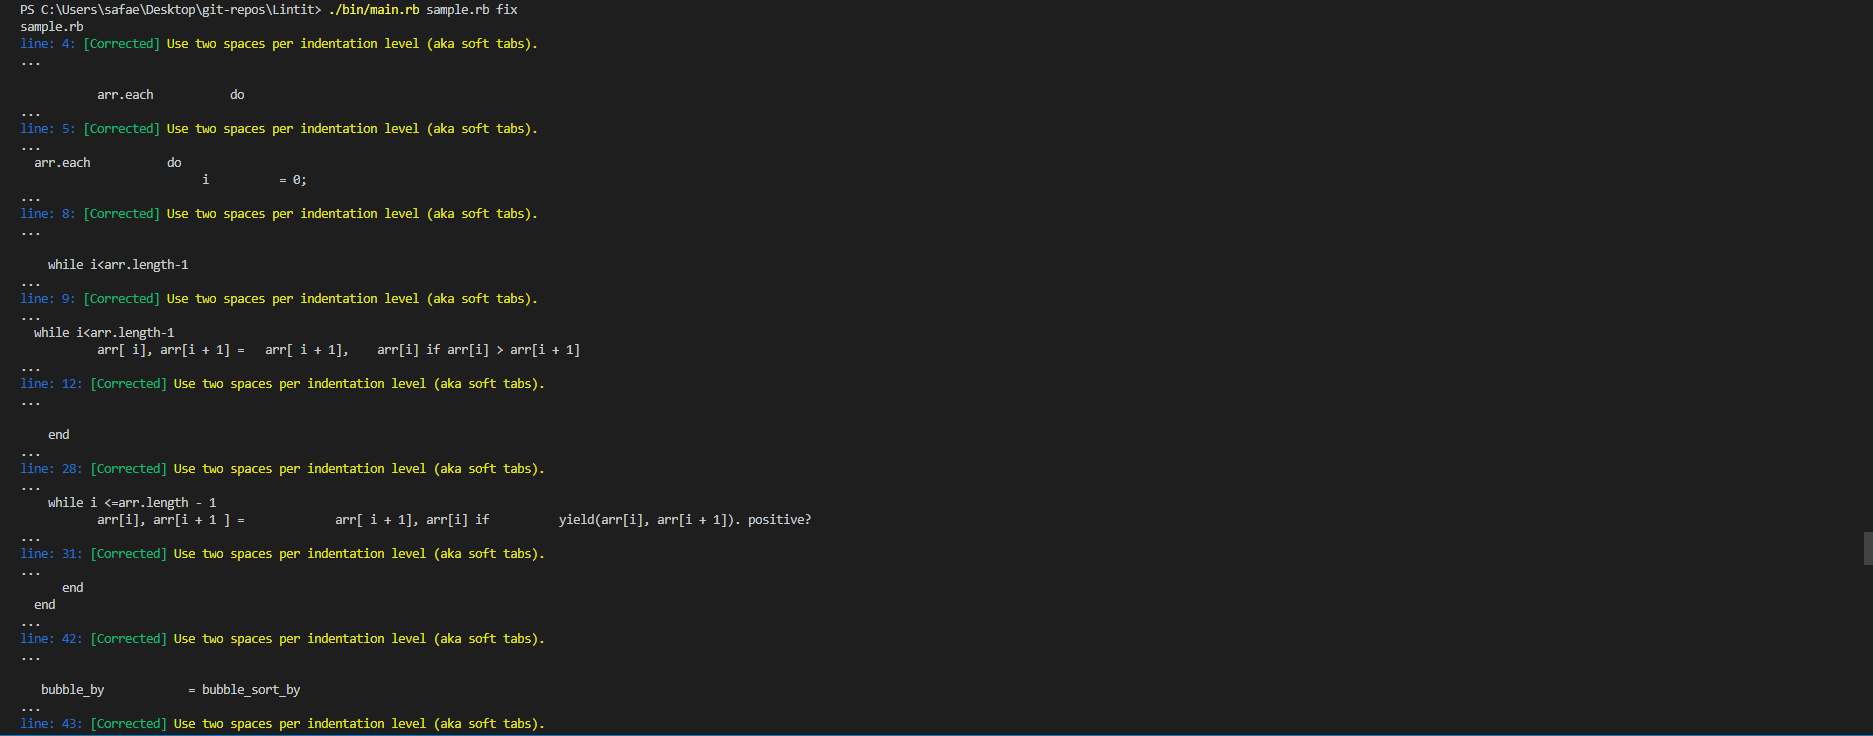 PS C:\Users\safae\Desktop\git-repos\Lintit> ./bin/main.rb sample.rb fix
sample.rb
line: 4: [Corrected] Use two spaces per indentation level (aka soft tabs).
...
           arr.each           do
...
line: 5: [Corrected] Use two spaces per indentation level (aka soft tabs).
...
  arr.each           do
                          i          = 0;
...
line: 8: [Corrected] Use two spaces per indentation level (aka soft tabs).
...
    while i<arr.length-1
...
line: 9: [Corrected] Use two spaces per indentation level (aka soft tabs).
...
  while i<arr.length-1
           arr[ i], arr[i + 1] =   arr[ i + 1],    arr[i] if arr[i] > arr[i + 1]
...
line: 12: [Corrected] Use two spaces per indentation level (aka soft tabs).
...
    end
...
line: 28: [Corrected] Use two spaces per indentation level (aka soft tabs).
...
    while i <=arr.length - 1
           arr[i], arr[i + 1 ] =             arr[ i + 1], arr[i] if          yield(arr[i], arr[i + 1]). positive?
...
line: 31: [Corrected] Use two spaces per indentation level (aka soft tabs).
...
      end
  end
...
line: 42: [Corrected] Use two spaces per indentation level (aka soft tabs).
...
   bubble_by            = bubble_sort_by
...
line: 43: [Corrected] Use two spaces per indentation level (aka soft tabs).